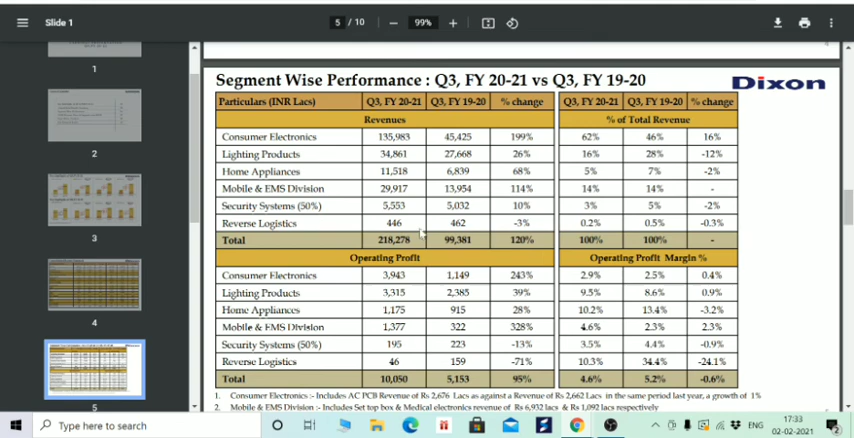 Slide 1
5 / 10
99%
1
2
3
4
5
Segment Wise Performance : Q3, FY 20-21 vs Q3, FY 19-20
Dixon
Particulars (INR Lacs) Q3, FY 20-21 Q3, FY 19-20 % change Q3, FY 20-21 Q3, FY 19-20 % change
Revenues % of Total Revenue
Consumer Electronics 135,983 45,425 199% 62% 46% 16%
Lighting Products 34,861 27,668 26% 16% 28% -12%
Home Appliances 11,518 6,839 68% 5% 7% -2%
Mobile & EMS Division 29,917 13,954 114% 14% 14% -
Security Systems (50%) 5,553 5,032 10% 3% 5% -2%
Reverse Logistics 446 462 -3% 0.2% 0.5% -0.3%
Total 218,278 99,381 120% 100% 100% -
Operating Profit Operating Profit Margin %
Consumer Electronics 3,943 1,149 243% 2.9% 2.5% 0.4%
Lighting Products 3,315 2,385 39% 9.5% 8.6% 0.9%
Home Appliances 1,175 915 28% 10.2% 13.4% -3.2%
Mobile & EMS Division 1,377 322 328% 4.6% 2.3% 2.3%
Security Systems (50%) 195 223 -13% 3.5% 4.4% -0.9%
Reverse Logistics 46 159 -71% 10.3% 34.4% -24.1%
Total 10,050 5,153 95% 4.6% 5.2% -0.6%
1. Consumer Electronics :- Includes AC PCB Revenue of Rs 2,676 Lacs as against a Revenue of Rs 2,662 Lacs in the same period last year, a growth of 1%
2. Mobile & EMS Division :- Includes Set top box & Medical electronics revenue of Rs 6,932 lacs & Rs 1,092 lacs respectively
Type here to search
ENG
17:33
02-02-2021
2